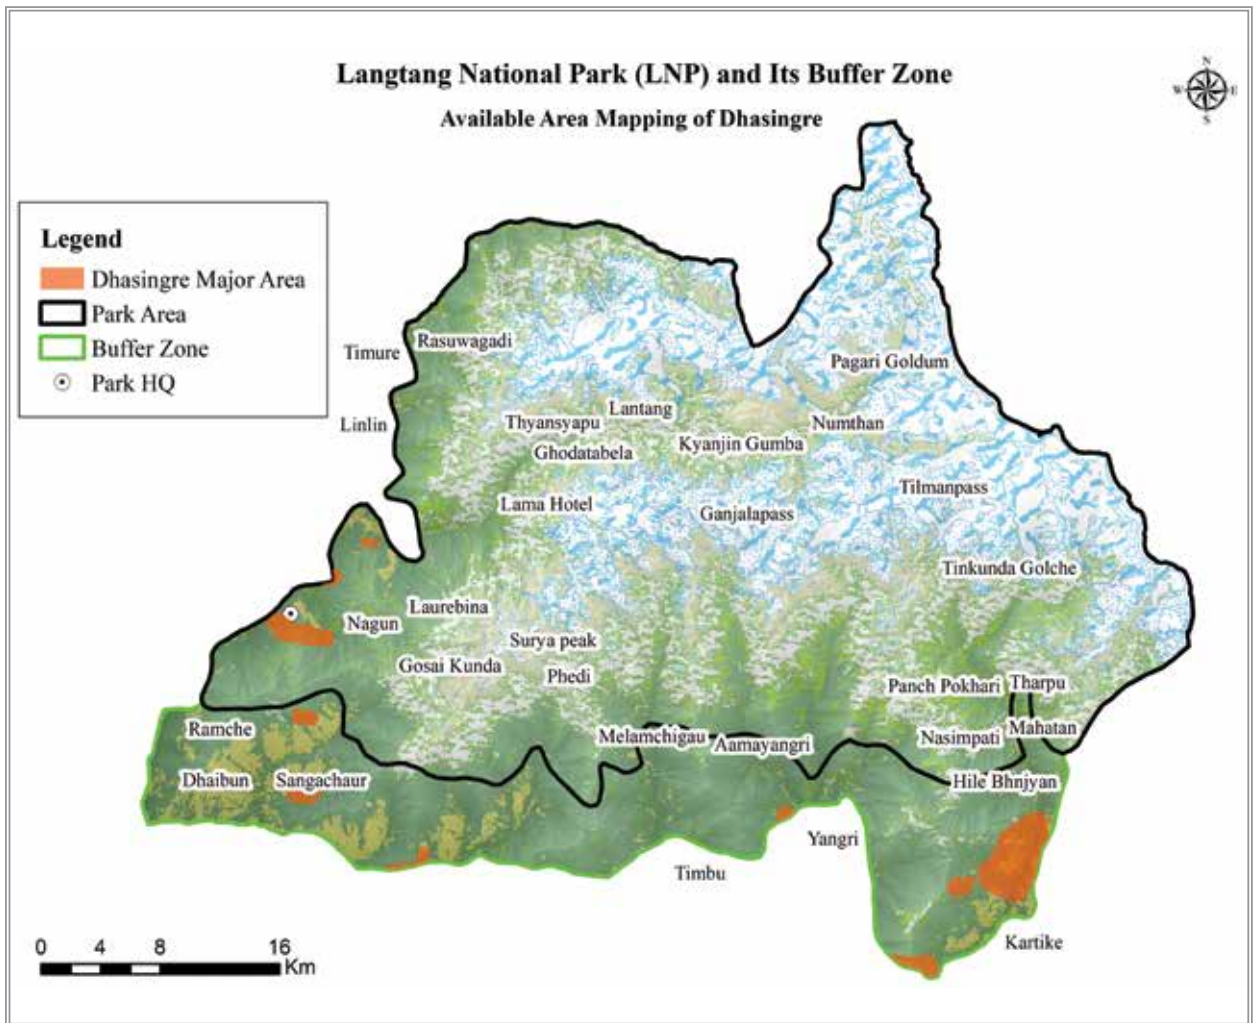 Langtang National Park (LNP) and Its Buffer Zone
Available Area Mapping of Dhasingre
N
W E
S
Legend
Dhasingre Major Area
Park Area
Buffer Zone
Park HQ
Timure
Rasuwagadi
Pagari Goldum
Linlin
Thyansyapu
Lantang
Numthan
Ghodatabela
Kyanjin Gumba
Tilmanpass
Lama Hotel
Ganjalapass
Tinkunda Golche
Laurebina
Nagun
Surya peak
Gosai Kunda
Phedi
Panch Pokhari
Tharpu
Ramche
Melamchigau
Aamayangri
Nasimpati
Mahatan
Dhaibun
Sangachaur
Hile Bhnjyan
Yangri
Timbu
Kartike
0 4 8 16
Km